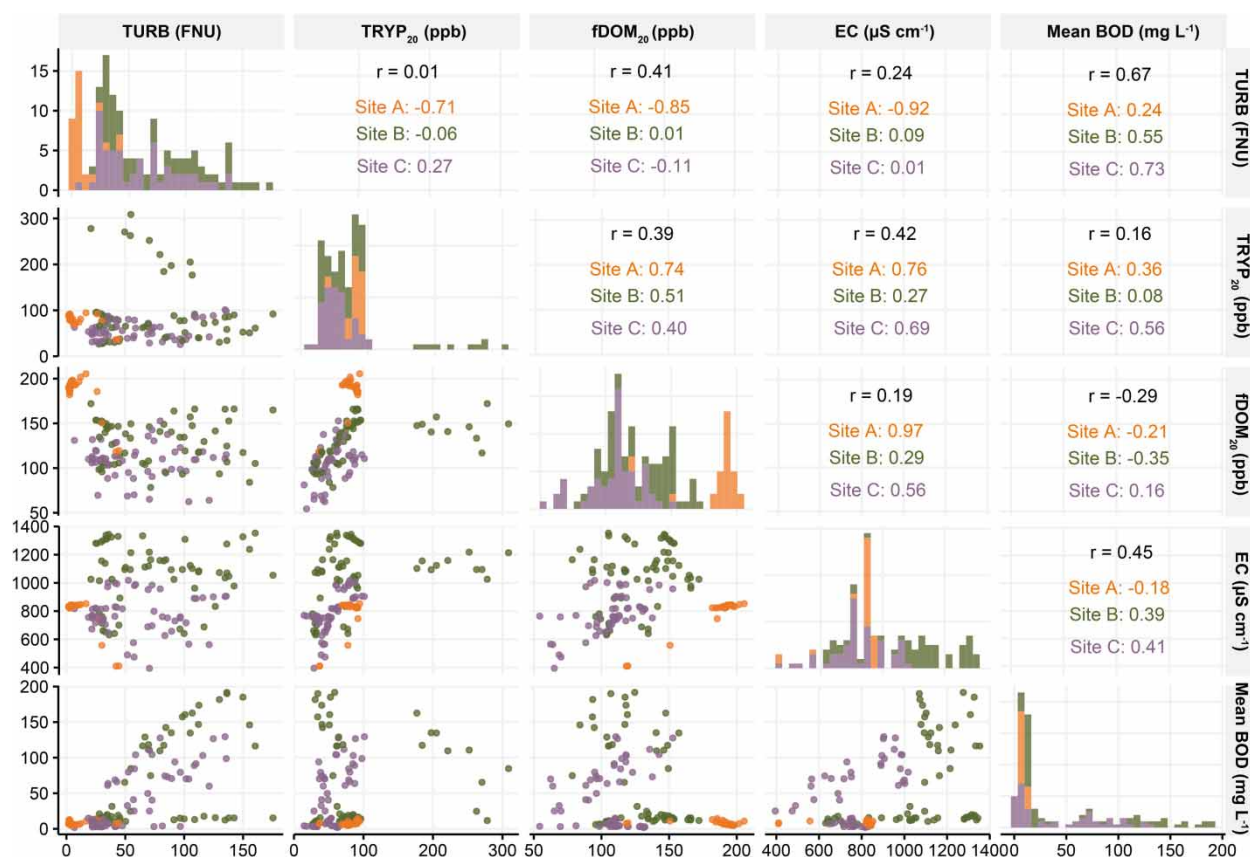 TURB (FNU) TRYP₂₀ (ppb) fDOM₂₀ (ppb) EC (µS cm⁻¹) Mean BOD (mg L⁻¹)
15
10
5
0
r = 0.01
Site A: -0.71
Site B: -0.06
Site C: 0.27
r = 0.41
Site A: -0.85
Site B: 0.01
Site C: -0.11
r = 0.24
Site A: -0.92
Site B: 0.09
Site C: 0.01
r = 0.67
Site A: 0.24
Site B: 0.55
Site C: 0.73
TURB (FNU)
300
200
100
0
r = 0.39
Site A: 0.74
Site B: 0.51
Site C: 0.40
r = 0.42
Site A: 0.76
Site B: 0.27
Site C: 0.69
r = 0.16
Site A: 0.36
Site B: 0.08
Site C: 0.56
TRYP₂₀ (ppb)
200
150
100
50
r = 0.19
Site A: 0.97
Site B: 0.29
Site C: 0.56
r = -0.29
Site A: -0.21
Site B: -0.35
Site C: 0.16
fDOM₂₀ (ppb)
1400
1200
1000
800
600
400
r = 0.45
Site A: -0.18
Site B: 0.39
Site C: 0.41
EC (µS cm⁻¹)
200
150
100
50
0
Mean BOD (mg L⁻¹)
0 50 100 150 0 100 200 300 50 100 150 200 400 600 800 1000 1200 1400 0 50 100 150 200